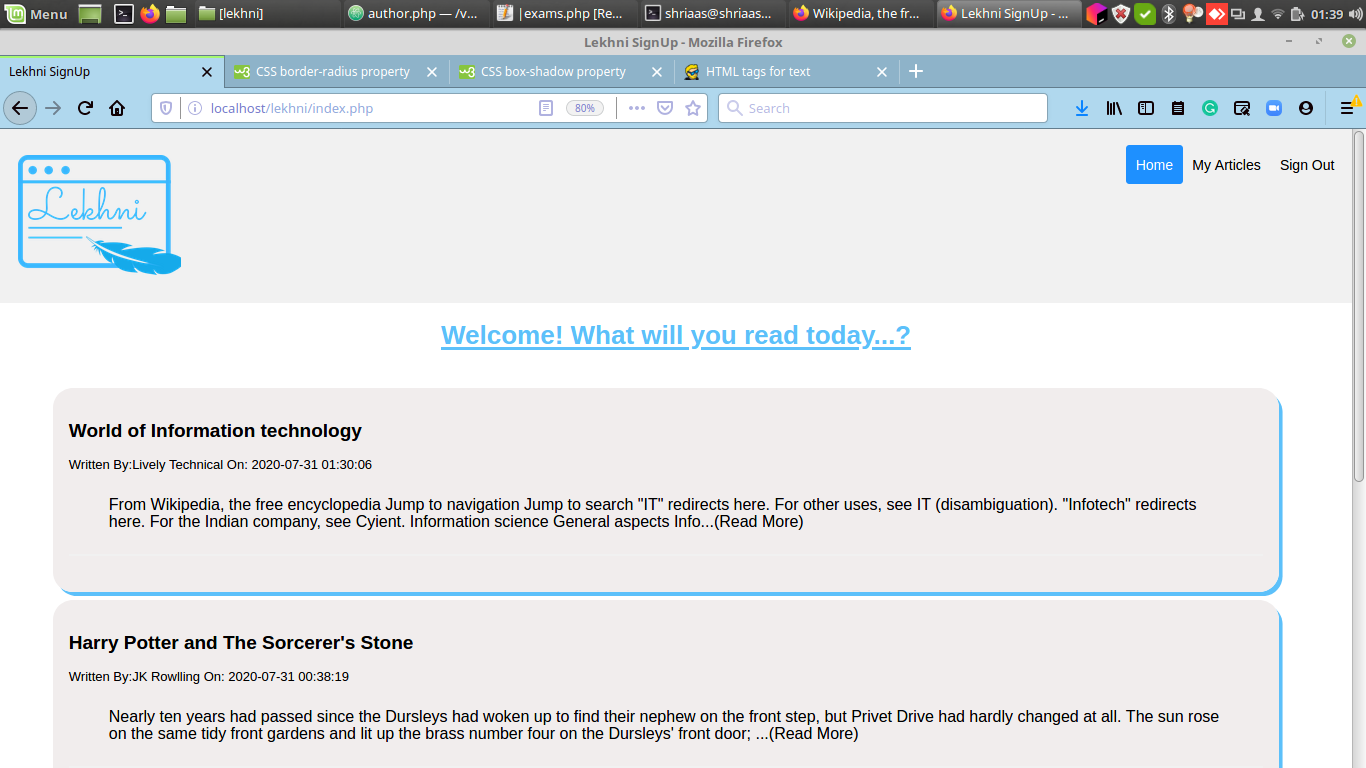 Menu
[lekhni]
author.php — /v...
|exams.php [Re...
shriaas@shriaas...
Wikipedia, the fr...
Lekhni SignUp - ...
01:39
Lekhni SignUp - Mozilla Firefox
Lekhni SignUp
CSS border-radius property
CSS box-shadow property
HTML tags for text
localhost/lekhni/index.php
80%
Search
Lekhni
Home
My Articles
Sign Out
Welcome! What will you read today...?
World of Information technology
Written By:Lively Technical On: 2020-07-31 01:30:06
From Wikipedia, the free encyclopedia Jump to navigation Jump to search "IT" redirects here. For other uses, see IT (disambiguation). "Infotech" redirects
here. For the Indian company, see Cyient. Information science General aspects Info...(Read More)
Harry Potter and The Sorcerer's Stone
Written By:JK Rowlling On: 2020-07-31 00:38:19
Nearly ten years had passed since the Dursleys had woken up to find their nephew on the front step, but Privet Drive had hardly changed at all. The sun rose
on the same tidy front gardens and lit up the brass number four on the Dursleys' front door; ...(Read More)